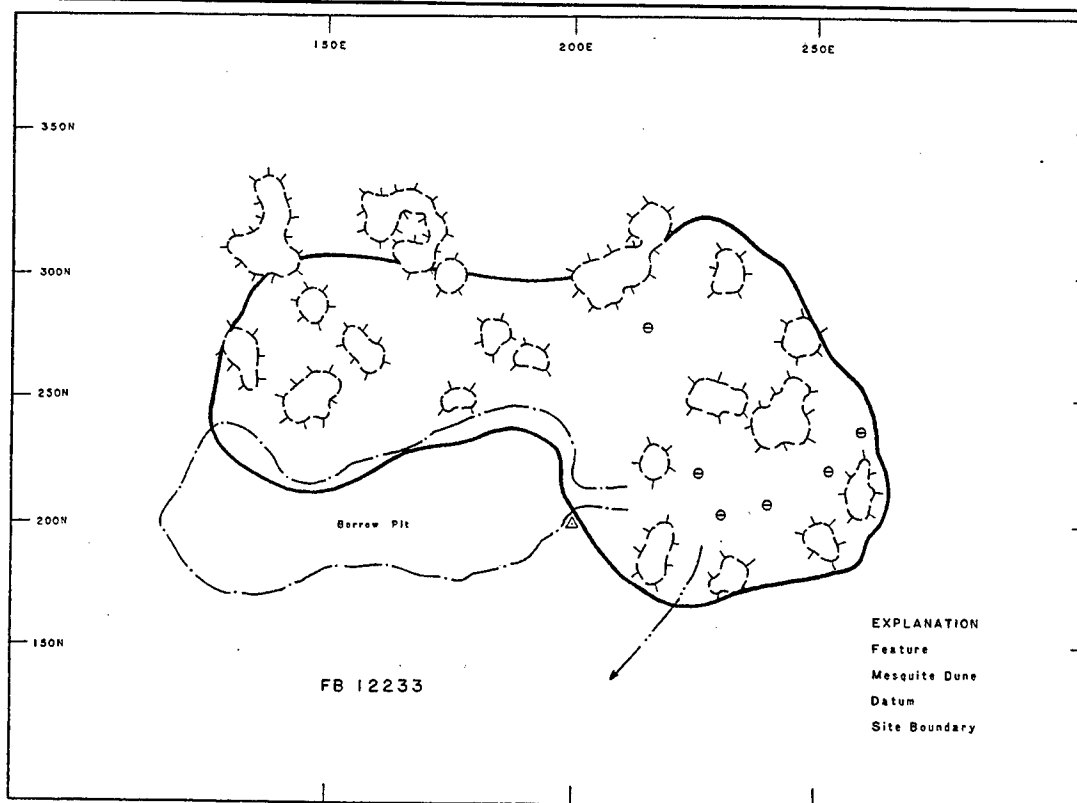 150E
200E
250E
350N
300N
250N
200N
150N
Borrow Pit
FB 12233
EXPLANATION
Feature
Mesquite Dune
Datum
Site Boundary